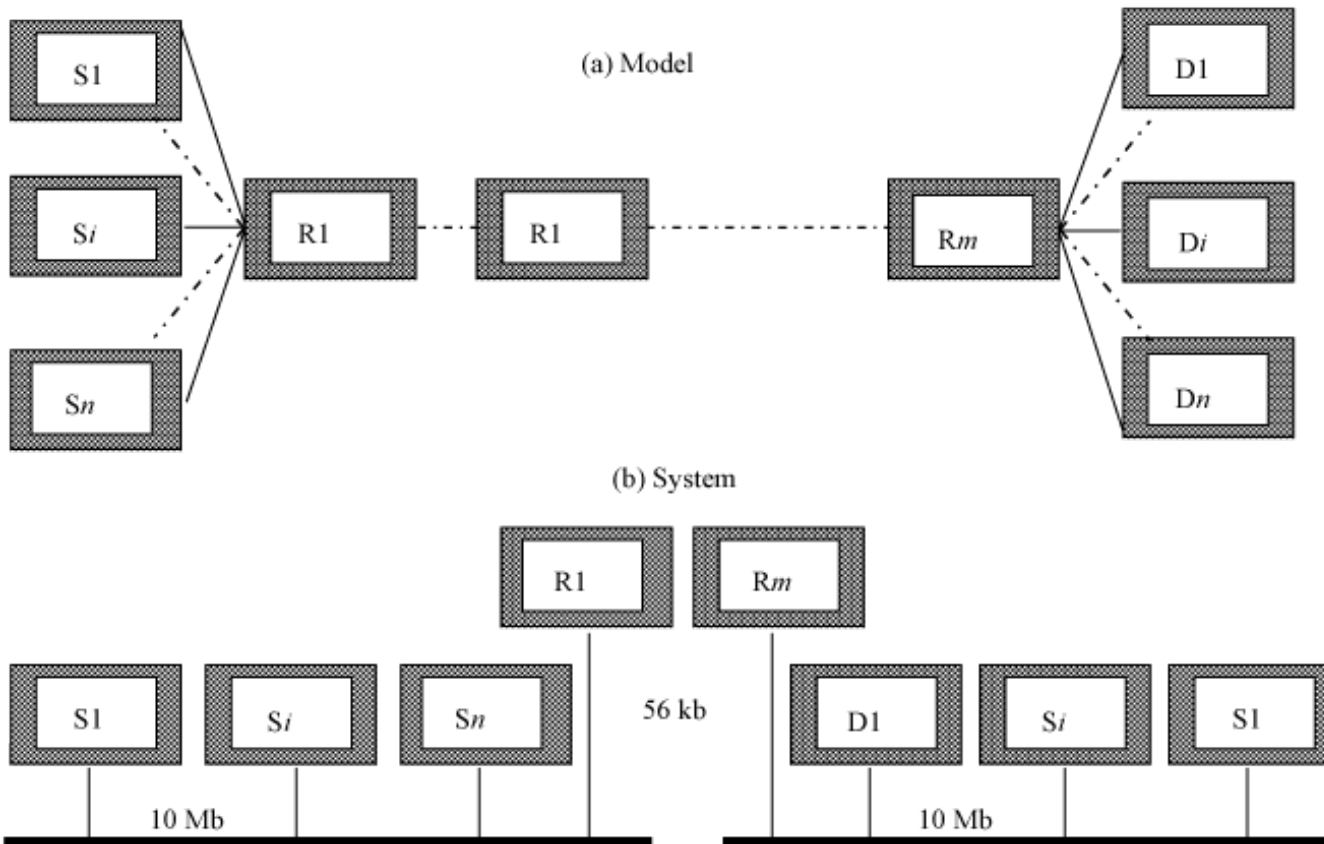 (a) Model
S1
D1
Si
R1
R1
Rm
Di
Sn
Dn
(b) System
R1
Rm
S1
Si
Sn
56 kb
D1
Si
S1
10 Mb
10 Mb